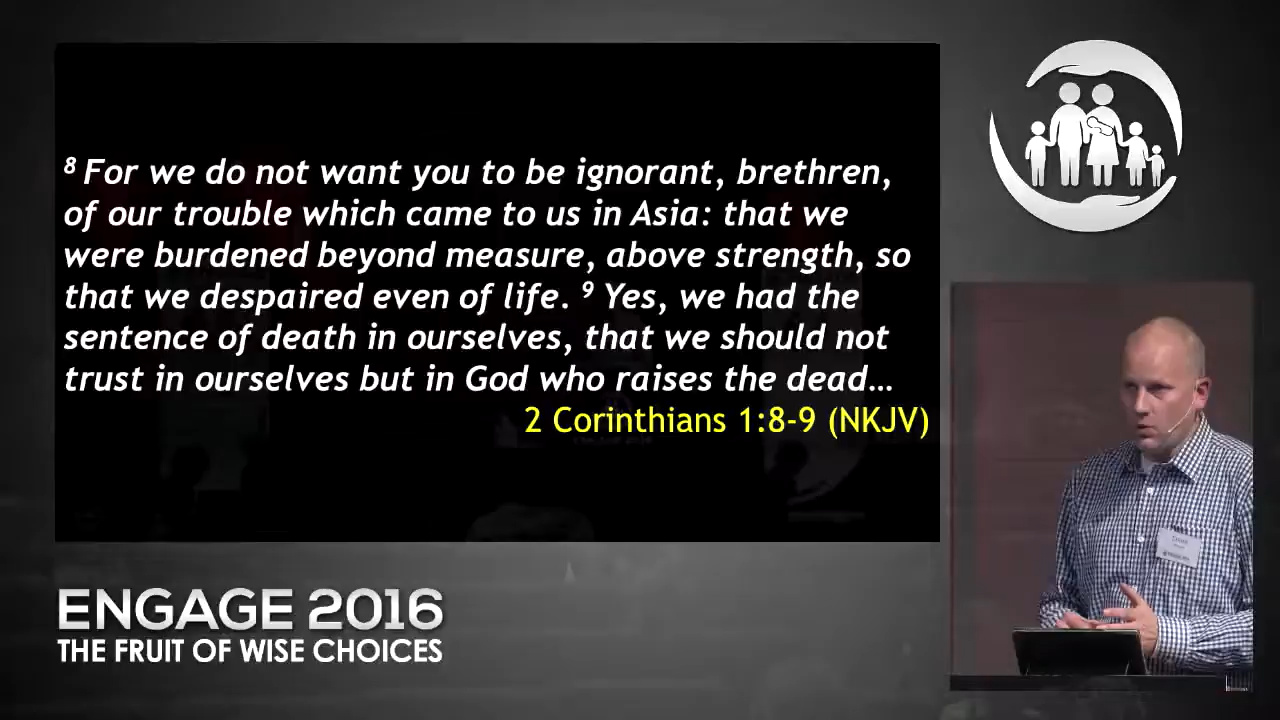 ⁸ For we do not want you to be ignorant, brethren,
of our trouble which came to us in Asia: that we
were burdened beyond measure, above strength, so
that we despaired even of life. ⁹ Yes, we had the
sentence of death in ourselves, that we should not
trust in ourselves but in God who raises the dead…
2 Corinthians 1:8-9 (NKJV)
ENGAGE 2016
THE FRUIT OF WISE CHOICES